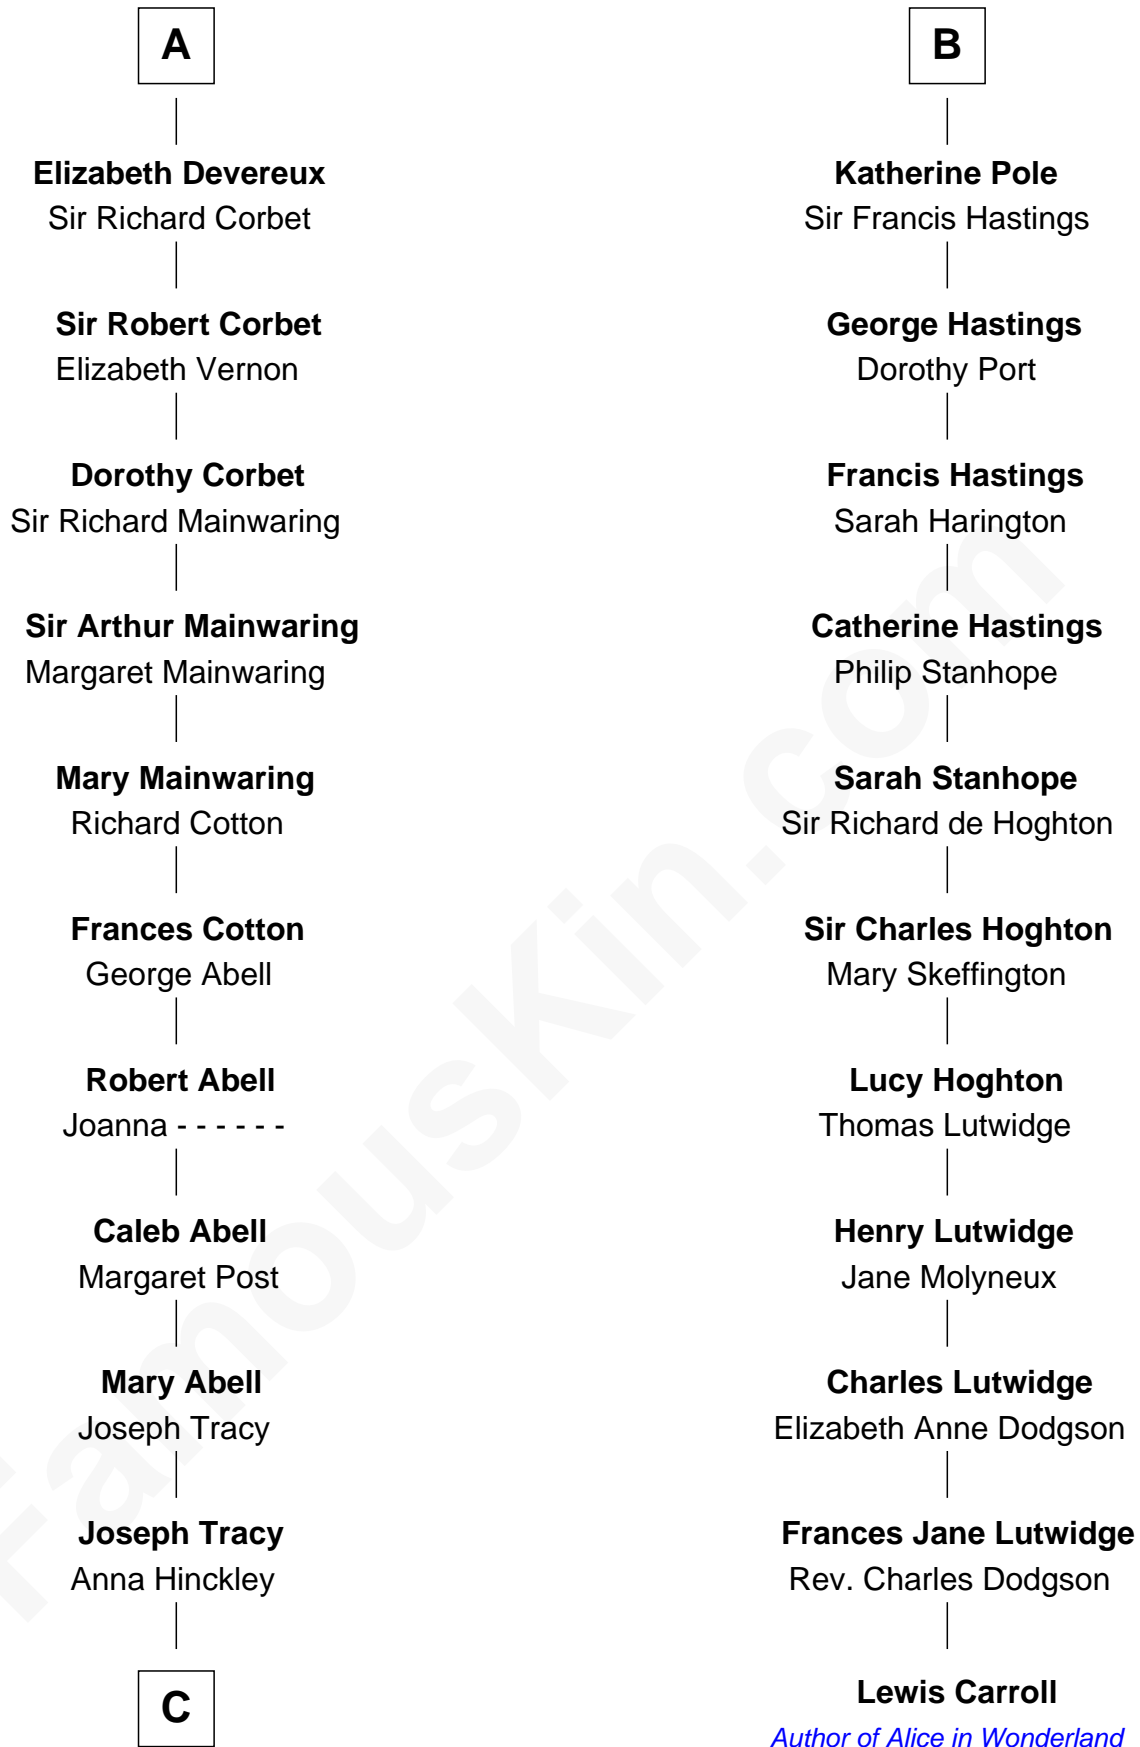 A
Elizabeth Devereux
Sir Richard Corbet
Sir Robert Corbet
Elizabeth Vernon
Dorothy Corbet
Sir Richard Mainwaring
Sir Arthur Mainwaring
Margaret Mainwaring
Mary Mainwaring
Richard Cotton
Frances Cotton
George Abell
Robert Abell
Joanna - - - - - -
Caleb Abell
Margaret Post
Mary Abell
Joseph Tracy
Joseph Tracy
Anna Hinckley
C
B
Katherine Pole
Sir Francis Hastings
George Hastings
Dorothy Port
Francis Hastings
Sarah Harington
Catherine Hastings
Philip Stanhope
Sarah Stanhope
Sir Richard de Hoghton
Sir Charles Hoghton
Mary Skeffington
Lucy Hoghton
Thomas Lutwidge
Henry Lutwidge
Jane Molyneux
Charles Lutwidge
Elizabeth Anne Dodgson
Frances Jane Lutwidge
Rev. Charles Dodgson
Lewis Carroll
Author of Alice in Wonderland
FamousKin.com